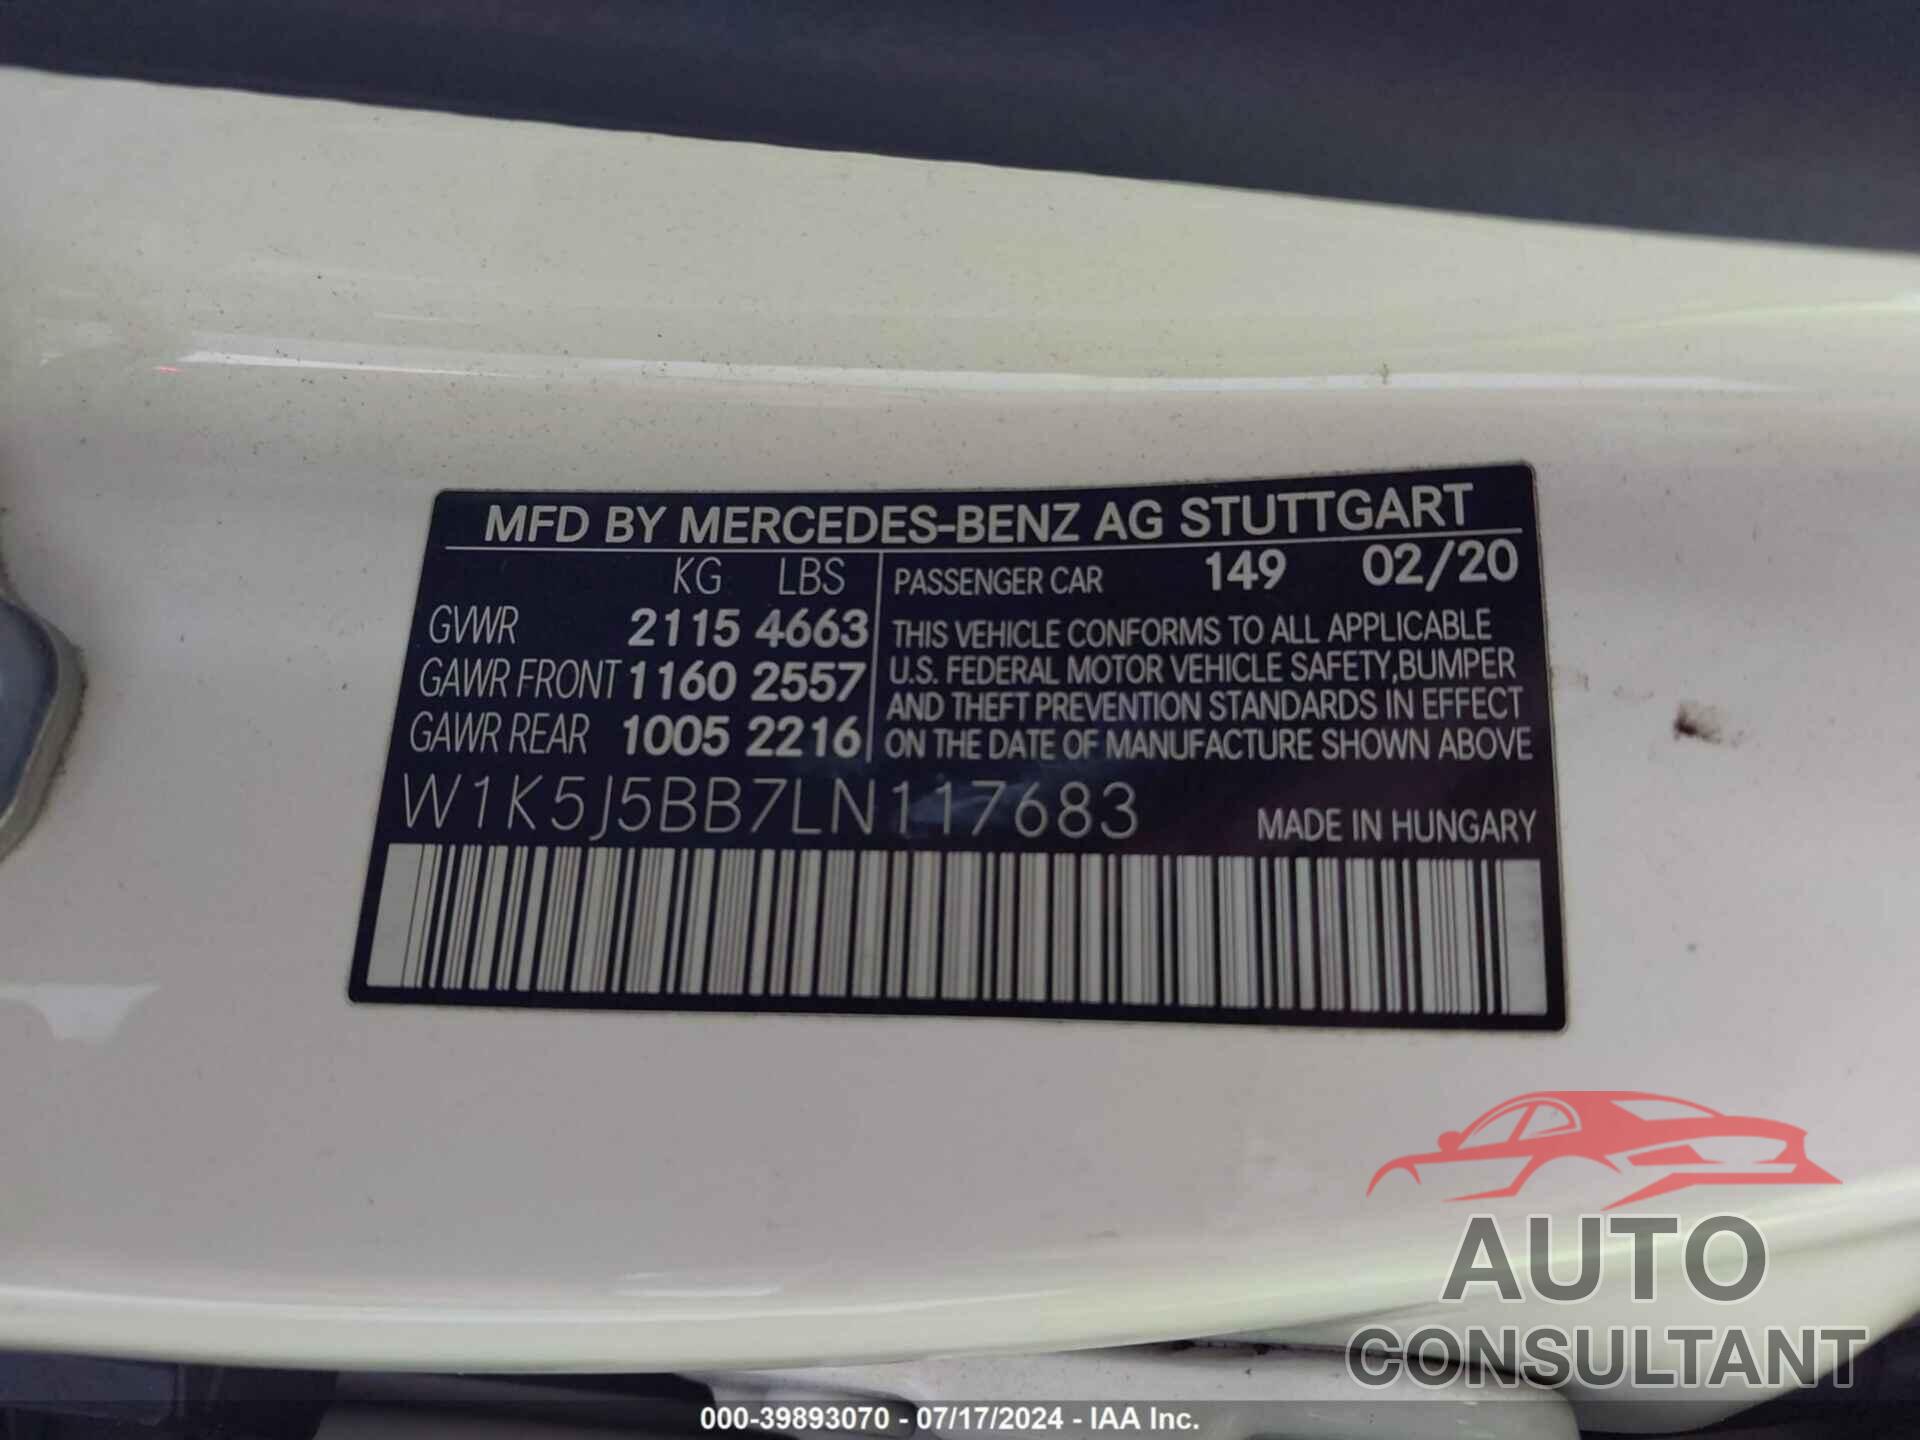 MFD BY MERCEDES-BENZ AG STUTTGART
KG LBS
GVWR 2115 4663
GAWR FRONT 1160 2557
GAWR REAR 1005 2216
PASSENGER CAR 149 02/20
THIS VEHICLE CONFORMS TO ALL APPLICABLE
U.S. FEDERAL MOTOR VEHICLE SAFETY, BUMPER
AND THEFT PREVENTION STANDARDS IN EFFECT
ON THE DATE OF MANUFACTURE SHOWN ABOVE
W1K5J5BB7LN117683
MADE IN HUNGARY
AUTO
CONSULTANT
000-39893070 - 07/17/2024 - IAA Inc.